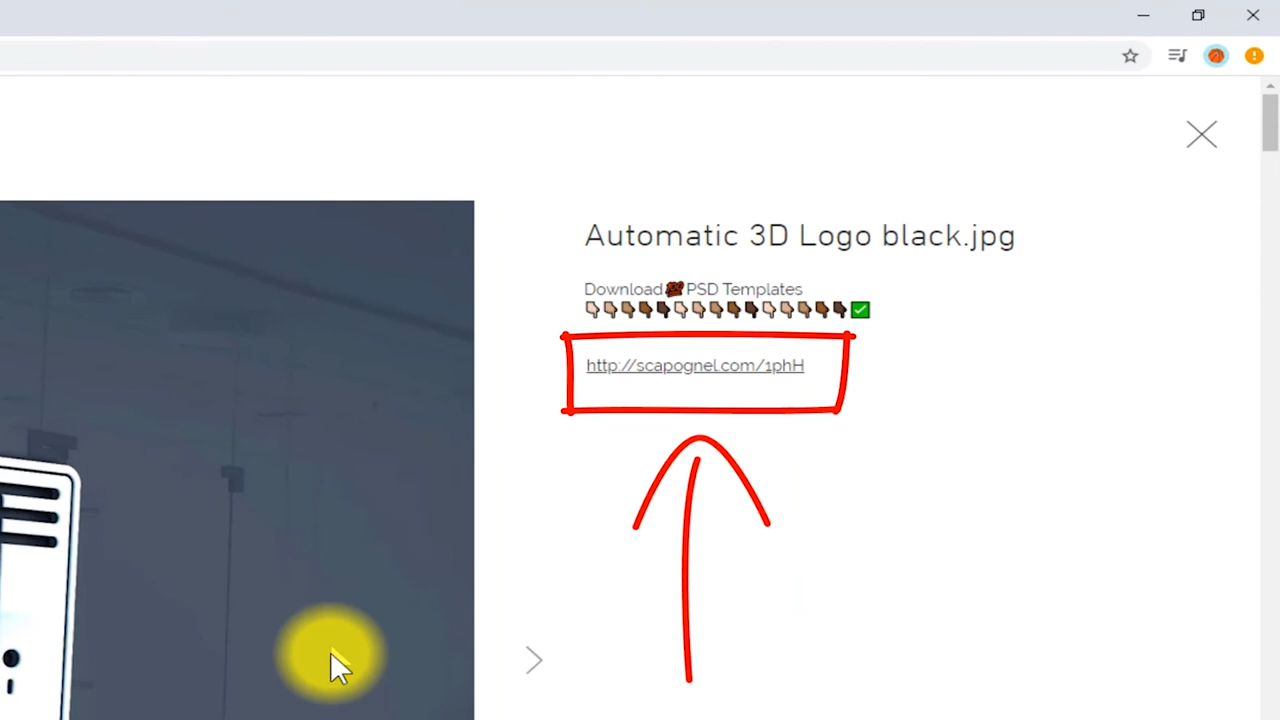 Automatic 3D Logo black.jpg
Download💯PSD Templates
👇🏻👇🏼👇🏽👇🏾👇🏿👇🏻👇🏼👇🏽👇🏾👇🏿👇🏻👇🏼👇🏽👇🏾👇🏿✅
http://scapognel.com/1phH